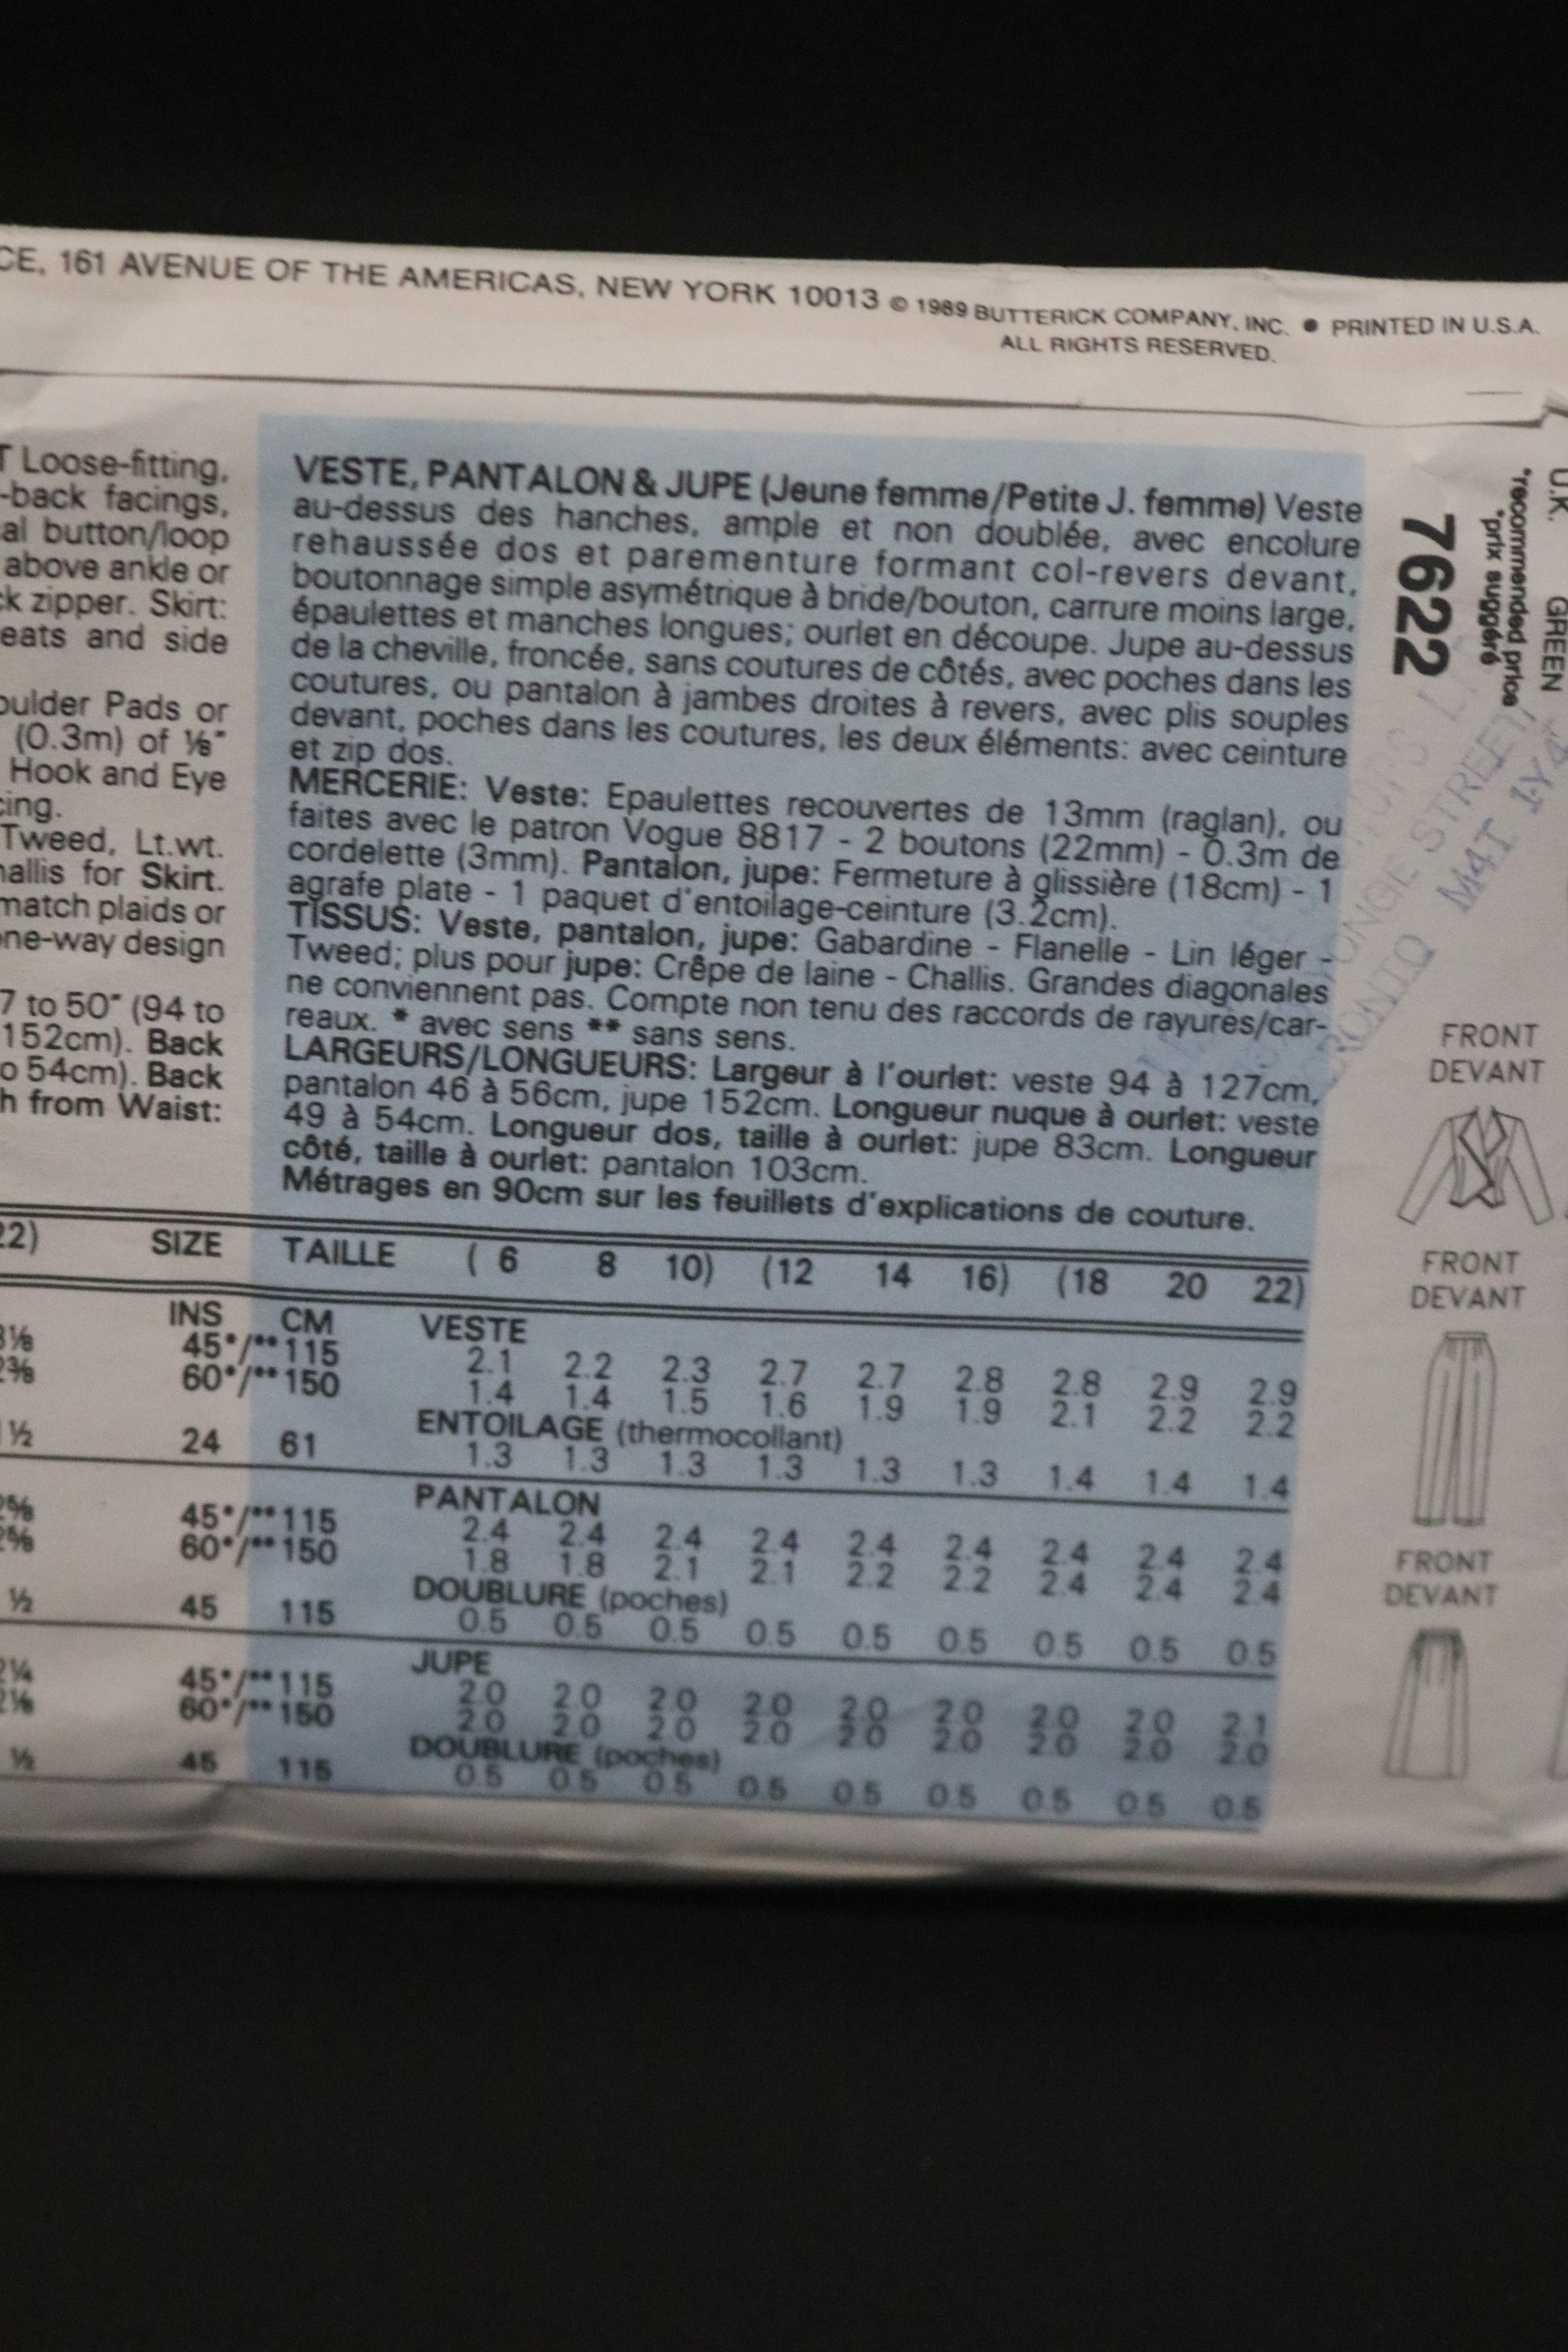 CE, 161 AVENUE OF THE AMERICAS, NEW YORK 10013 © 1989 BUTTERICK COMPANY, INC. ● PRINTED IN U.S.A.
ALL RIGHTS RESERVED.
T Loose-fitting,
-back facings,
al button/loop
above ankle or
k zipper. Skirt:
eats and side
oulder Pads or
(0.3m) of ⅛"
Hook and Eye
cing.
Tweed, Lt.wt.
hallis for Skirt.
match plaids or
one-way design
7 to 50" (94 to
152cm). Back
o 54cm). Back
h from Waist:
VESTE, PANTALON & JUPE (Jeune femme/Petite J. femme) Veste
au-dessus des hanches, ample et non doublée, avec encolure
rehaussée dos et parementure formant col-revers devant,
boutonnage simple asymétrique à bride/bouton, carrure moins large,
épaulettes et manches longues; ourlet en découpe. Jupe au-dessus
de la cheville, froncée, sans coutures de côtés, avec poches dans les
coutures, ou pantalon à jambes droites à revers, avec plis souples
devant, poches dans les coutures, les deux éléments: avec ceinture
et zip dos.
MERCERIE: Veste: Epaulettes recouvertes de 13mm (raglan), ou
faites avec le patron Vogue 8817 - 2 boutons (22mm) - 0.3m de
cordelette (3mm). Pantalon, jupe: Fermeture à glissière (18cm) - 1
agrafe plate - 1 paquet d'entoilage-ceinture (3.2cm).
TISSUS: Veste, pantalon, jupe: Gabardine - Flanelle - Lin léger -
Tweed; plus pour jupe: Crêpe de laine - Challis. Grandes diagonales
ne conviennent pas. Compte non tenu des raccords de rayures/car-
reaux. * avec sens ** sans sens.
LARGEURS/LONGUEURS: Largeur à l'ourlet: veste 94 à 127cm,
pantalon 46 à 56cm, jupe 152cm. Longueur nuque à ourlet: veste
49 à 54cm. Longueur dos, taille à ourlet: jupe 83cm. Longueur
côté, taille à ourlet: pantalon 103cm.
Métrages en 90cm sur les feuillets d'explications de couture.
22) SIZE TAILLE ( 6 8 10) (12 14 16) (18 20 22)
INS CM VESTE
3⅛ 45*/** 115 2.1 2.2 2.3 2.7 2.7 2.8 2.8 2.9 2.9
2⅜ 60*/** 150 1.4 1.4 1.5 1.6 1.9 1.9 2.1 2.2 2.2
ENTOILAGE (thermocollant)
½ 24 61 1.3 1.3 1.3 1.3 1.3 1.3 1.4 1.4 1.4
PANTALON
2⅝ 45*/** 115 2.4 2.4 2.4 2.4 2.4 2.4 2.4 2.4 2.4
2⅝ 60*/** 150 1.8 1.8 2.1 2.1 2.2 2.2 2.4 2.4 2.4
DOUBLURE (poches)
½ 45 115 0.5 0.5 0.5 0.5 0.5 0.5 0.5 0.5 0.5
JUPE
2¼ 45*/** 115 2.0 2.0 2.0 2.0 2.0 2.0 2.0 2.0 2.1
2⅛ 60*/** 150 2.0 2.0 2.0 2.0 2.0 2.0 2.0 2.0 2.0
DOUBLURE (poches)
½ 45 115 0.5 0.5 0.5 0.5 0.5 0.5 0.5 0.5 0.5
U.K. GREEN
*recommended price
*prix suggéré
7622
STREET
M4T 1Y4
FRONT
DEVANT
FRONT
DEVANT
FRONT
DEVANT